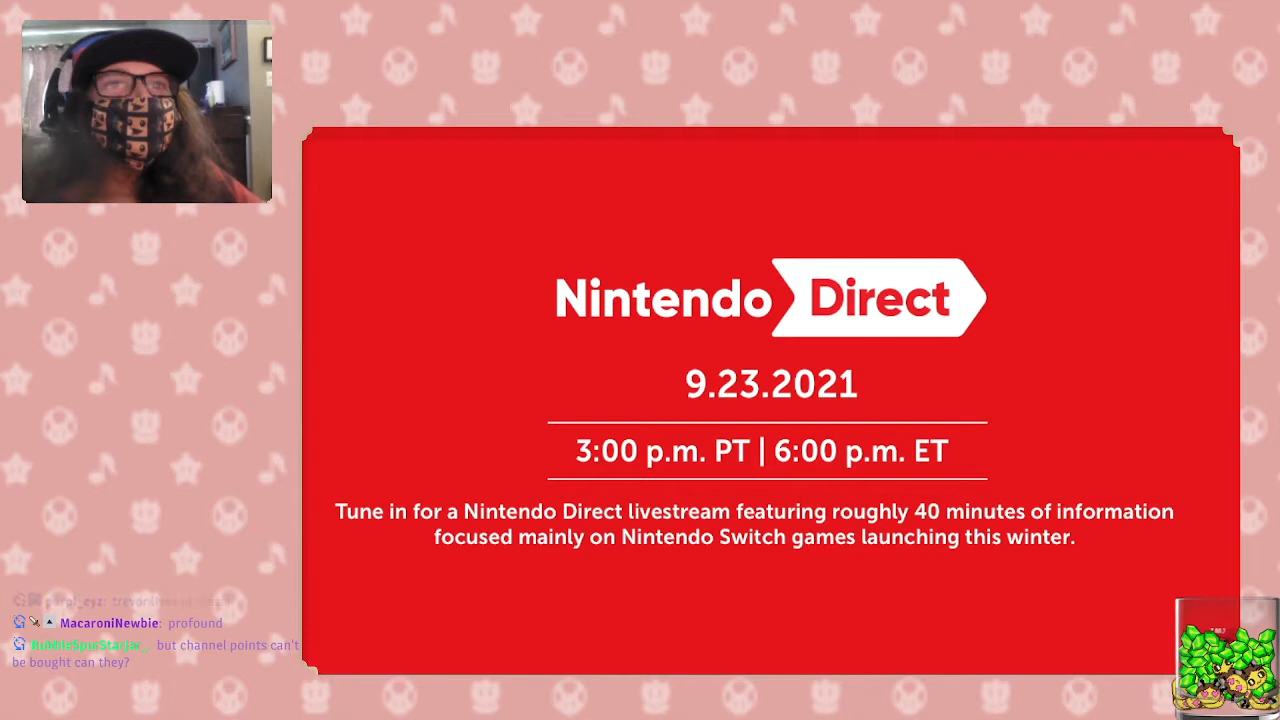 Nintendo Direct
9.23.2021
3:00 p.m. PT | 6:00 p.m. ET
Tune in for a Nintendo Direct livestream featuring roughly 40 minutes of information
focused mainly on Nintendo Switch games launching this winter.
MacaroniNewbie: profound
BubbleSpurStarJar_ but channel points can't
be bought can they?